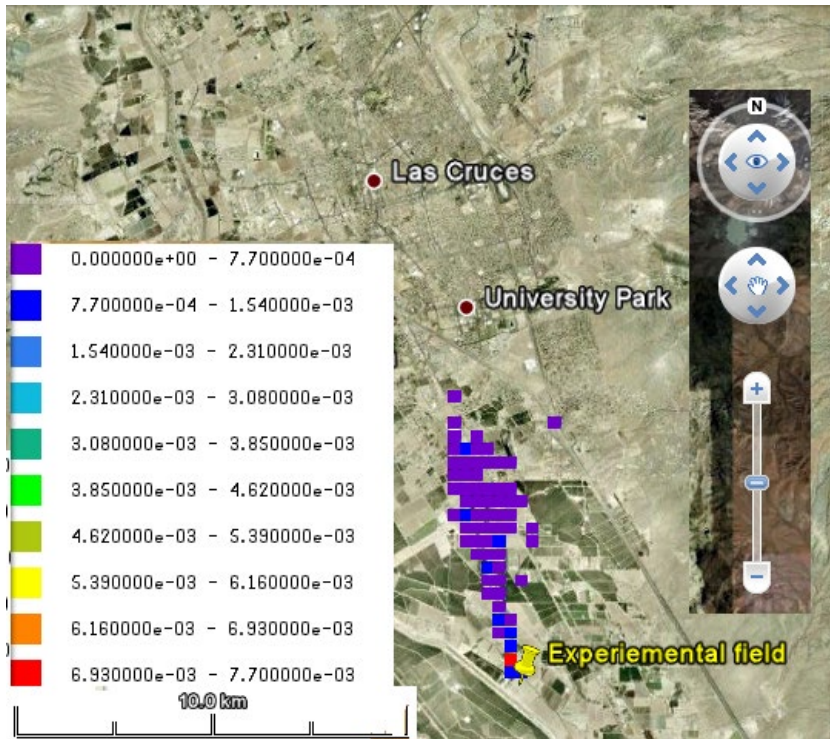 N
Las Cruces
University Park
0.000000e+00 - 7.700000e-04
7.700000e-04 - 1.540000e-03
1.540000e-03 - 2.310000e-03
2.310000e-03 - 3.080000e-03
3.080000e-03 - 3.850000e-03
3.850000e-03 - 4.620000e-03
4.620000e-03 - 5.390000e-03
5.390000e-03 - 6.160000e-03
6.160000e-03 - 6.930000e-03
6.930000e-03 - 7.700000e-03
Experiemental field
10.0 km